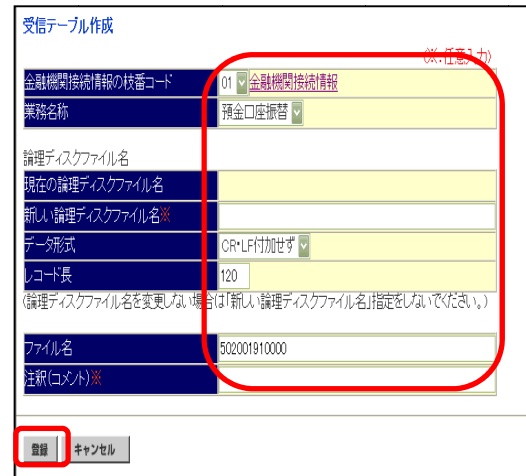 受信テーブル作成
(※:任意入力)
金融機関接続情報の枝番コード 01 金融機関接続情報
業務名称 預金口座振替
論理ディスクファイル名
現在の論理ディスクファイル名
新しい論理ディスクファイル名※
データ形式 CR・LF付加せず
レコード長 120
(論理ディスクファイル名を変更しない場合は「新しい論理ディスクファイル名」指定をしないでください。)
ファイル名 502001910000
注釈(コメント)※
登録 キャンセル